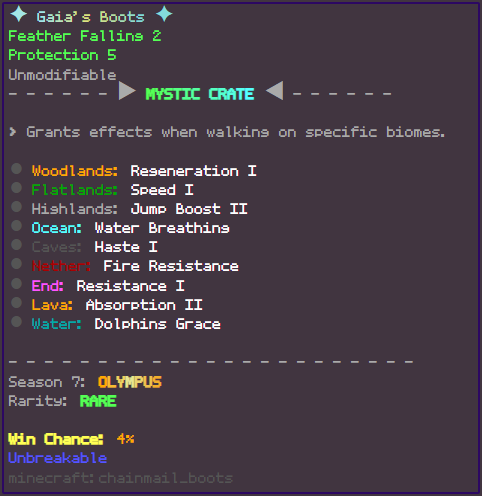 ✦ Gaia's Boots ✦
Feather Falling 2
Protection 5
Unmodifiable
- - - - - - ▶ MYSTIC CRATE ◀ - - - - - -
> Grants effects when walking on specific biomes.
● Woodlands: Regeneration I
● Flatlands: Speed I
● Highlands: Jump Boost II
● Ocean: Water Breathing
● Caves: Haste I
● Nether: Fire Resistance
● End: Resistance I
● Lava: Absorption II
● Water: Dolphins Grace
- - - - - - - - - - - - - - - - - - - - - - - -
Season 7: OLYMPUS
Rarity: RARE
Win Chance: 4%
Unbreakable
minecraft:chainmail_boots